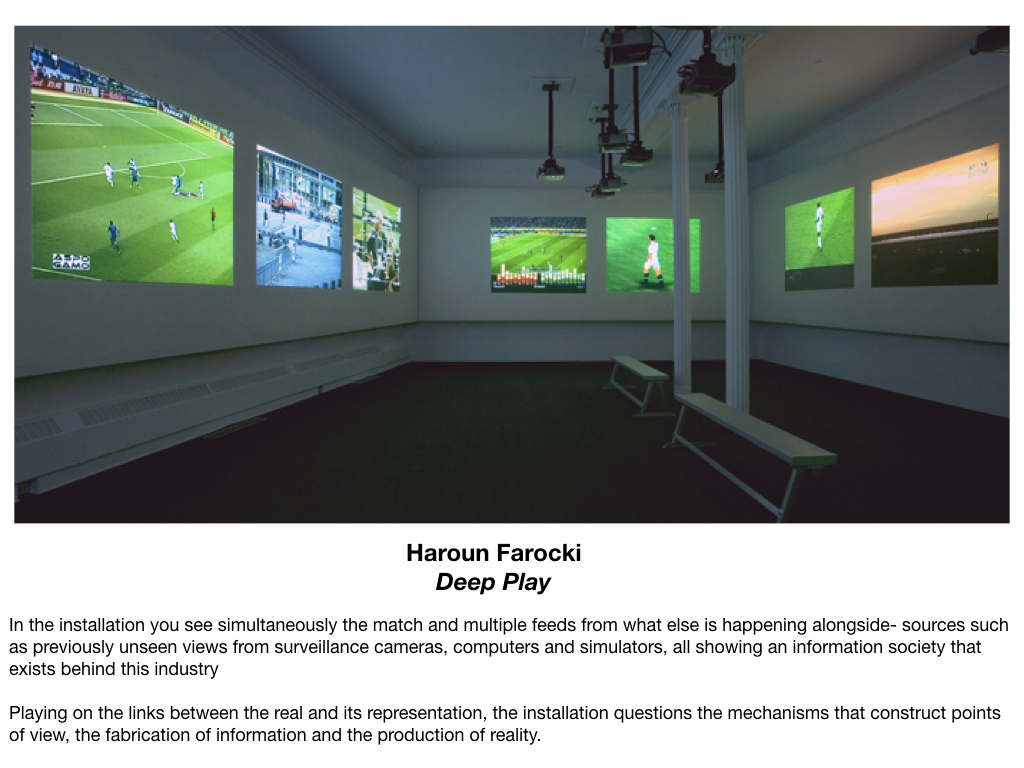 AVAYA
Haroun Farocki
Deep Play
In the installation you see simultaneously the match and multiple feeds from what else is happening alongside- sources such
as previously unseen views from surveillance cameras, computers and simulators, all showing an information society that
exists behind this industry
Playing on the links between the real and its representation, the installation questions the mechanisms that construct points
of view, the fabrication of information and the production of reality.